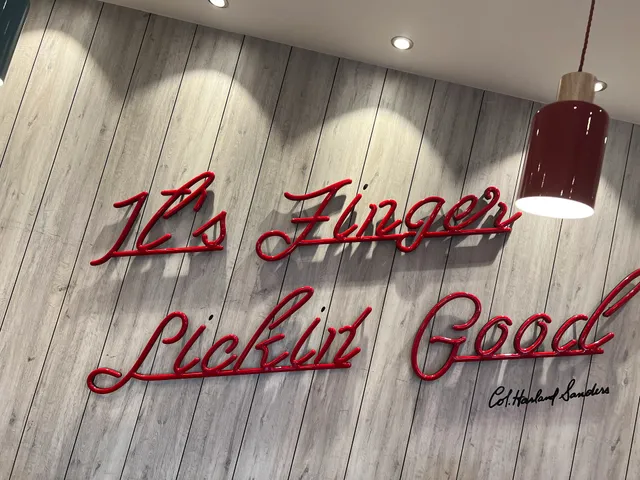 It's Finger
Lickin' Good
Col. Harland Sanders